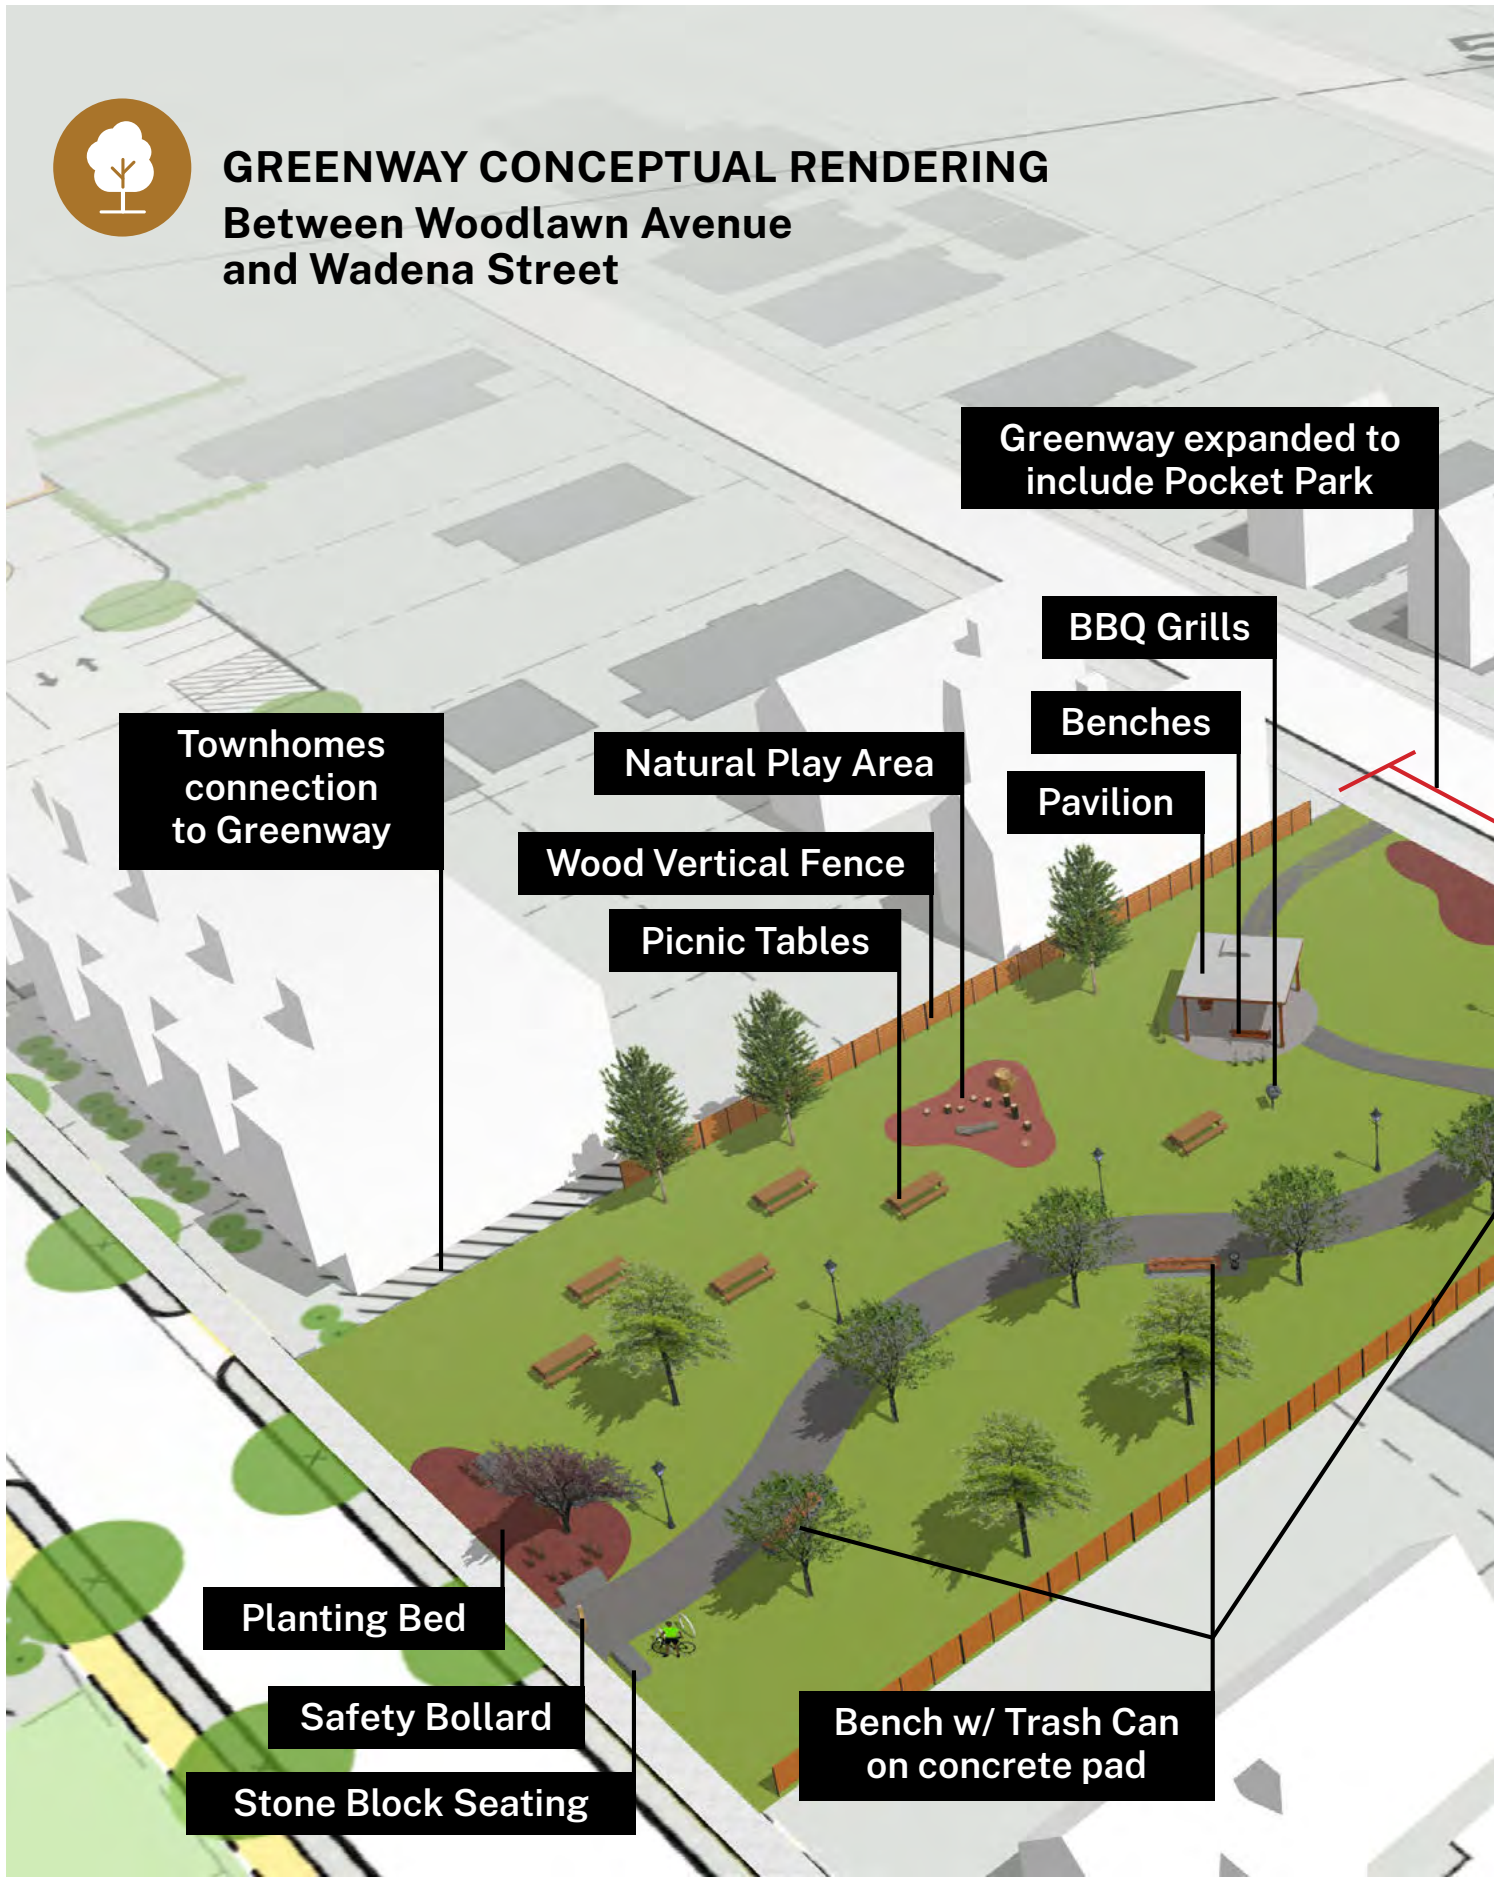 GREENWAY CONCEPTUAL RENDERING
Between Woodlawn Avenue
and Wadena Street
Greenway expanded to
include Pocket Park
BBQ Grills
Benches
Pavilion
Townhomes
connection
to Greenway
Natural Play Area
Wood Vertical Fence
Picnic Tables
Planting Bed
Safety Bollard
Stone Block Seating
Bench w/ Trash Can
on concrete pad